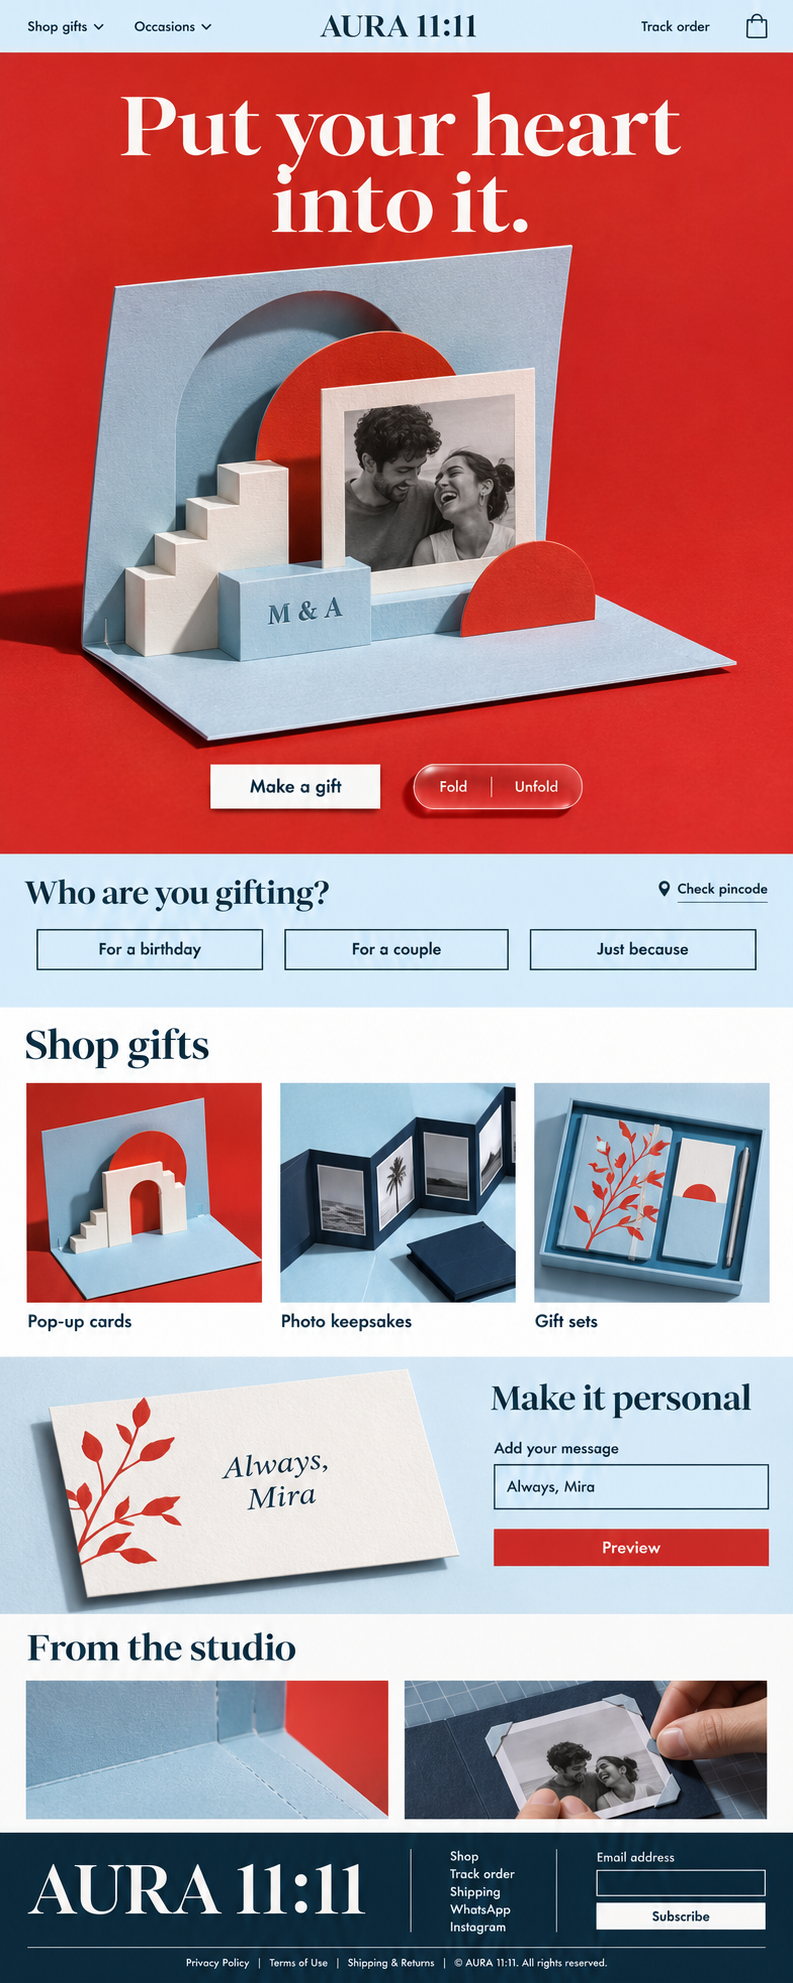 Shop gifts
Occasions
AURA 11:11
Track order
Put your heart
into it.
M & A
Make a gift
Fold | Unfold
Who are you gifting?
Check pincode
For a birthday
For a couple
Just because
Shop gifts
Pop-up cards
Photo keepsakes
Gift sets
Always,
Mira
Make it personal
Add your message
Always, Mira
Preview
From the studio
AURA 11:11
Shop
Track order
Shipping
WhatsApp
Instagram
Email address
Subscribe
Privacy Policy | Terms of Use | Shipping & Returns | © AURA 11:11. All rights reserved.